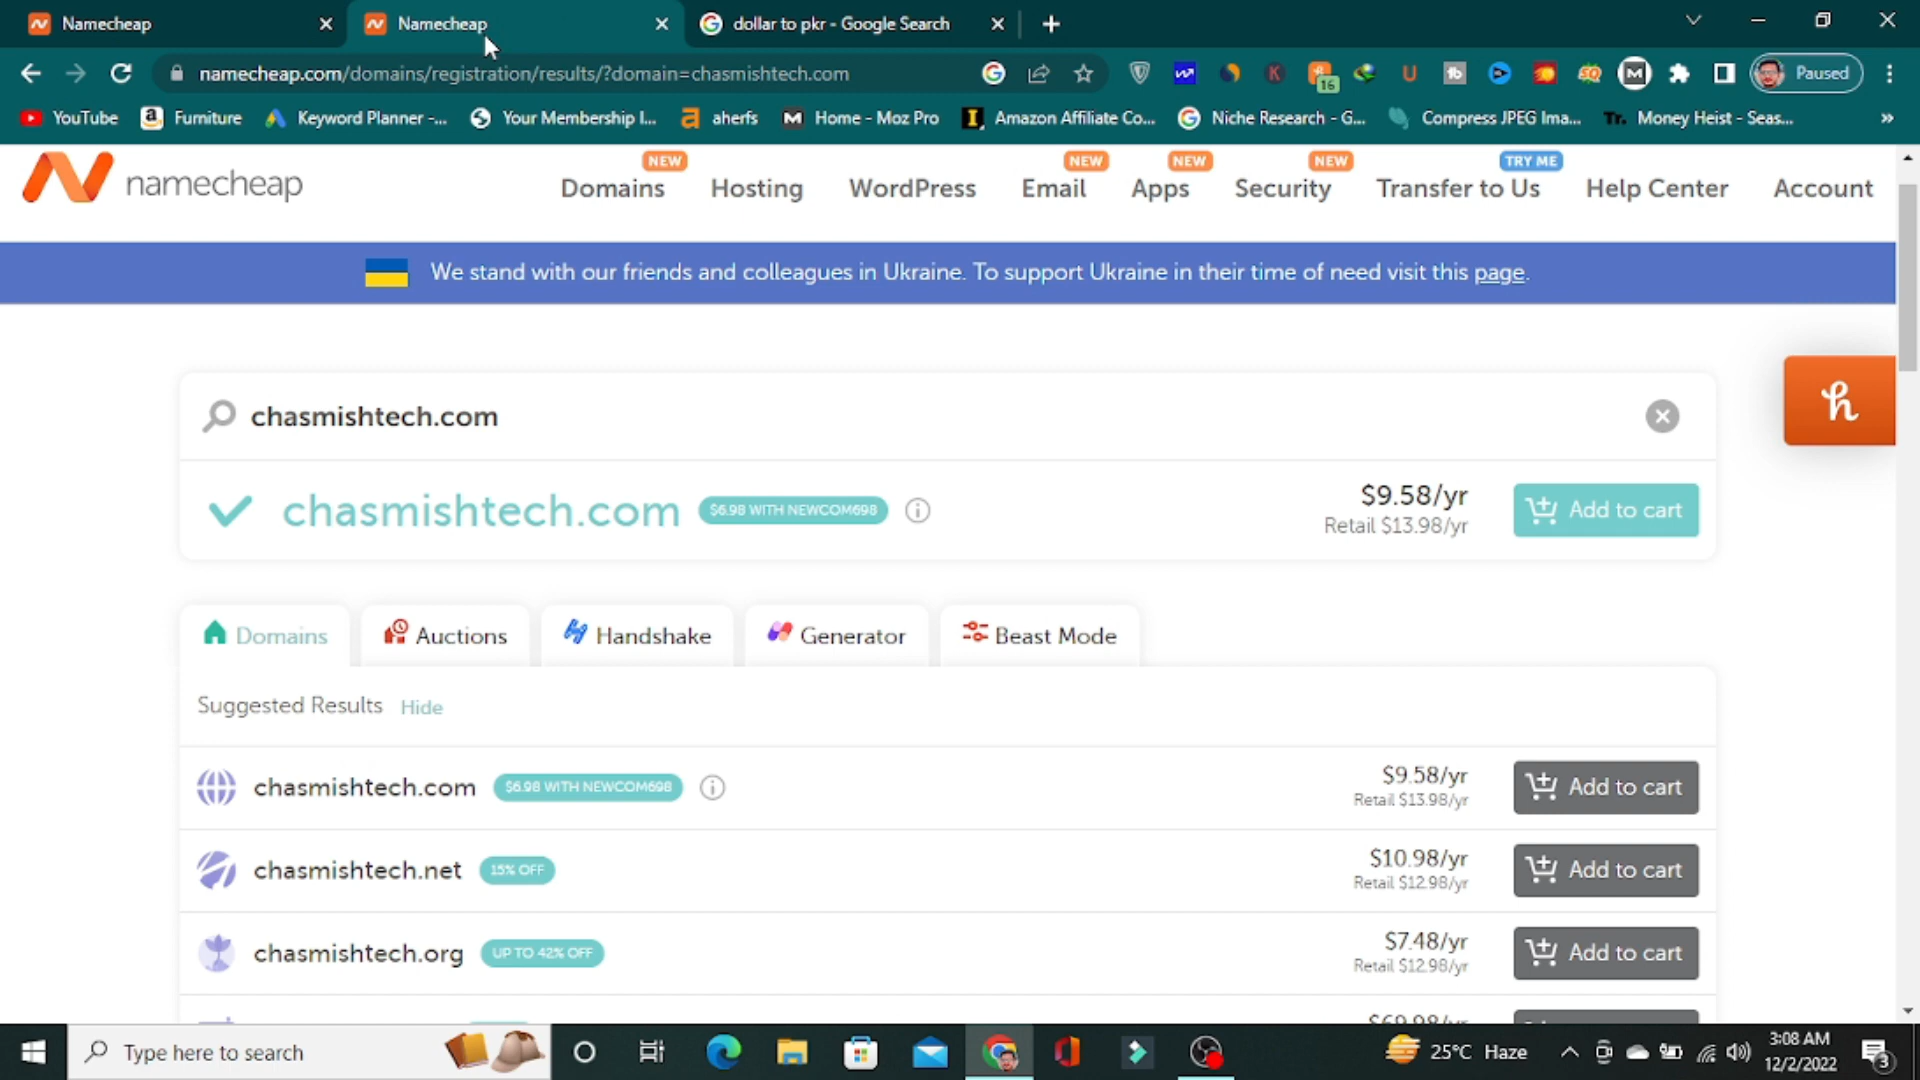 Namecheap
Namecheap
dollar to pkr - Google Search
namecheap.com/domains/registration/results/?domain=chasmishtech.com
16
Paused
YouTube
Furniture
Keyword Planner -...
Your Membership I...
aherfs
Home - Moz Pro
Amazon Affiliate Co...
Niche Research - G...
Compress JPEG Ima...
Money Heist - Seas...
namecheap
NEW
NEW
NEW
NEW
TRY ME
Domains
Hosting
WordPress
Email
Apps
Security
Transfer to Us
Help Center
Account
We stand with our friends and colleagues in Ukraine. To support Ukraine in their time of need visit this page.
chasmishtech.com
chasmishtech.com
$6.98 WITH NEWCOM698
$9.58/yr
Retail $13.98/yr
Add to cart
Domains
Auctions
Handshake
Generator
Beast Mode
Suggested Results Hide
chasmishtech.com
$6.98 WITH NEWCOM698
$9.58/yr
Retail $13.98/yr
Add to cart
chasmishtech.net
15% OFF
$10.98/yr
Retail $12.98/yr
Add to cart
chasmishtech.org
UP TO 42% OFF
$7.48/yr
Retail $12.98/yr
Add to cart
Type here to search
25°C Haze
3:08 AM
12/2/2022
3